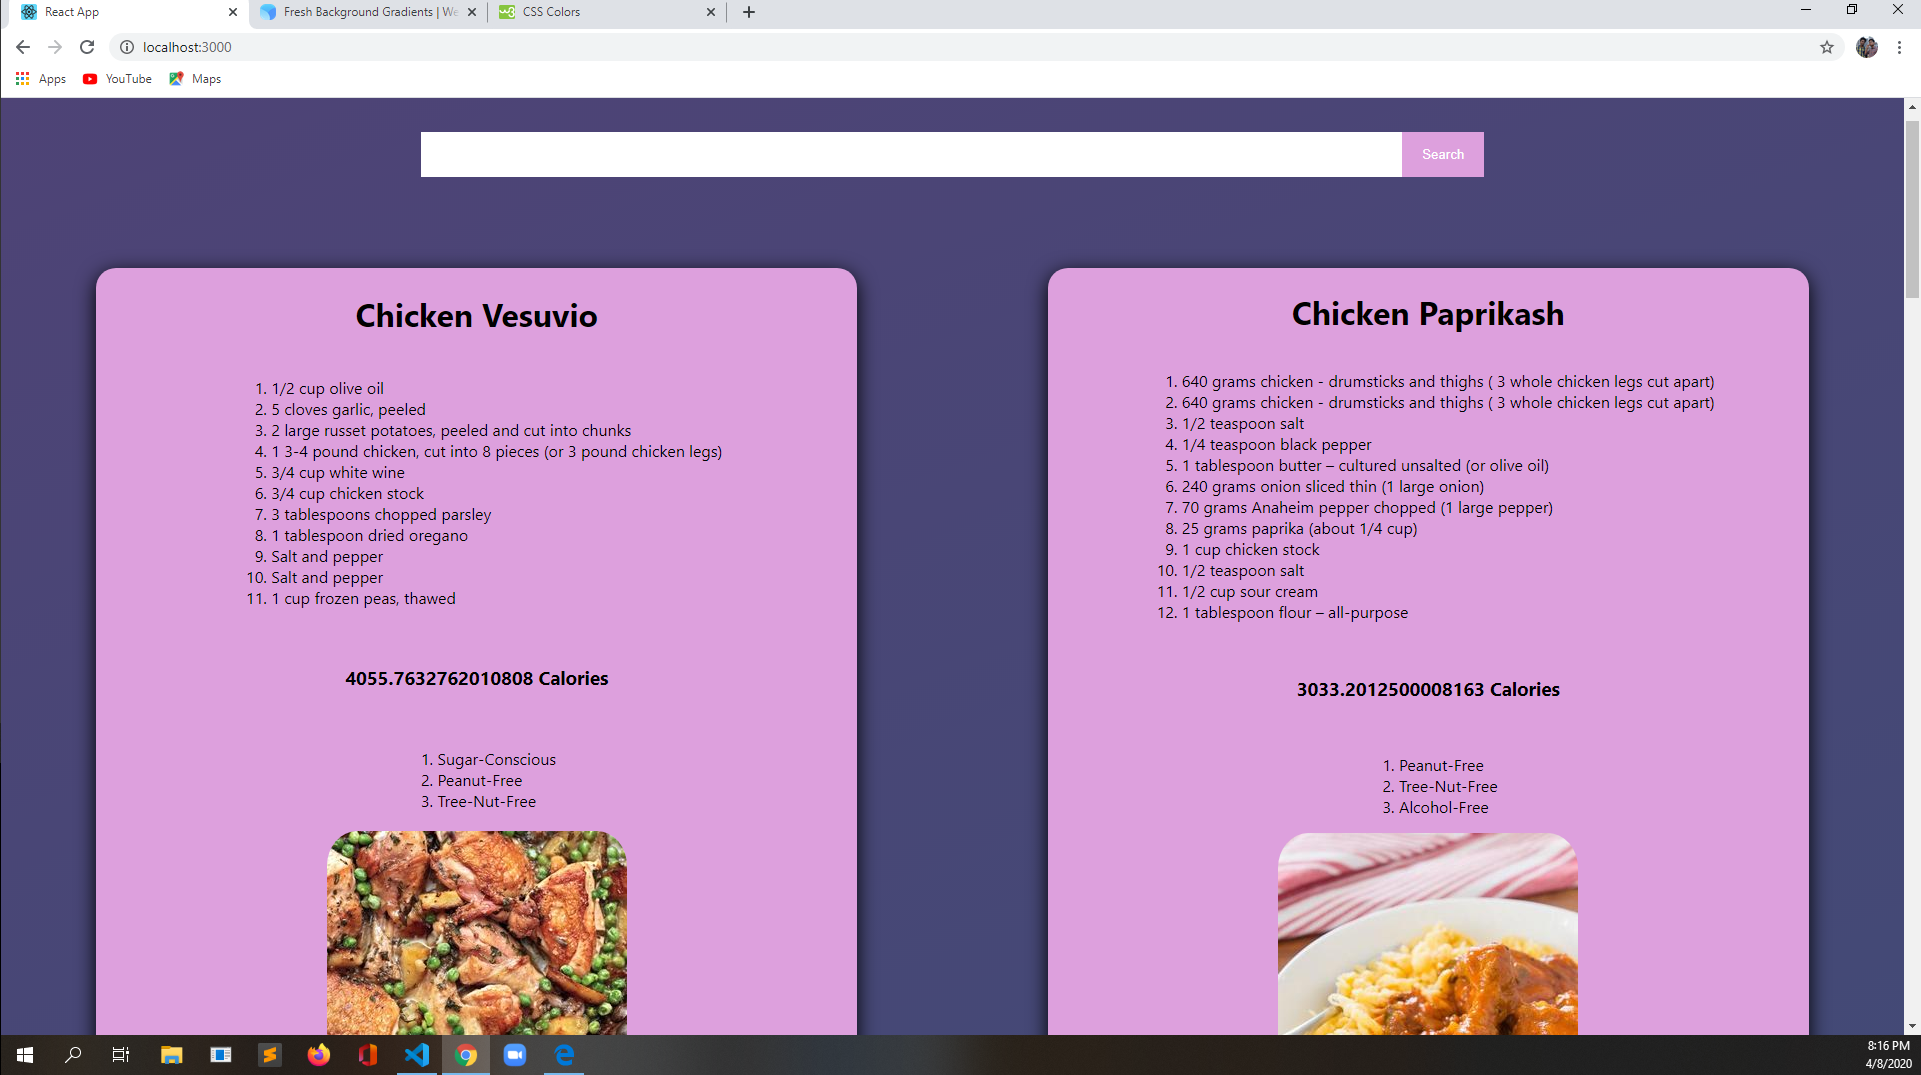 React App
Fresh Background Gradients | We
CSS Colors
localhost:3000
Apps
YouTube
Maps
Search
Chicken Vesuvio
1. 1/2 cup olive oil
2. 5 cloves garlic, peeled
3. 2 large russet potatoes, peeled and cut into chunks
4. 1 3-4 pound chicken, cut into 8 pieces (or 3 pound chicken legs)
5. 3/4 cup white wine
6. 3/4 cup chicken stock
7. 3 tablespoons chopped parsley
8. 1 tablespoon dried oregano
9. Salt and pepper
10. Salt and pepper
11. 1 cup frozen peas, thawed
4055.7632762010808 Calories
1. Sugar-Conscious
2. Peanut-Free
3. Tree-Nut-Free
Chicken Paprikash
1. 640 grams chicken - drumsticks and thighs ( 3 whole chicken legs cut apart)
2. 640 grams chicken - drumsticks and thighs ( 3 whole chicken legs cut apart)
3. 1/2 teaspoon salt
4. 1/4 teaspoon black pepper
5. 1 tablespoon butter – cultured unsalted (or olive oil)
6. 240 grams onion sliced thin (1 large onion)
7. 70 grams Anaheim pepper chopped (1 large pepper)
8. 25 grams paprika (about 1/4 cup)
9. 1 cup chicken stock
10. 1/2 teaspoon salt
11. 1/2 cup sour cream
12. 1 tablespoon flour – all-purpose
3033.2012500008163 Calories
1. Peanut-Free
2. Tree-Nut-Free
3. Alcohol-Free
8:16 PM
4/8/2020